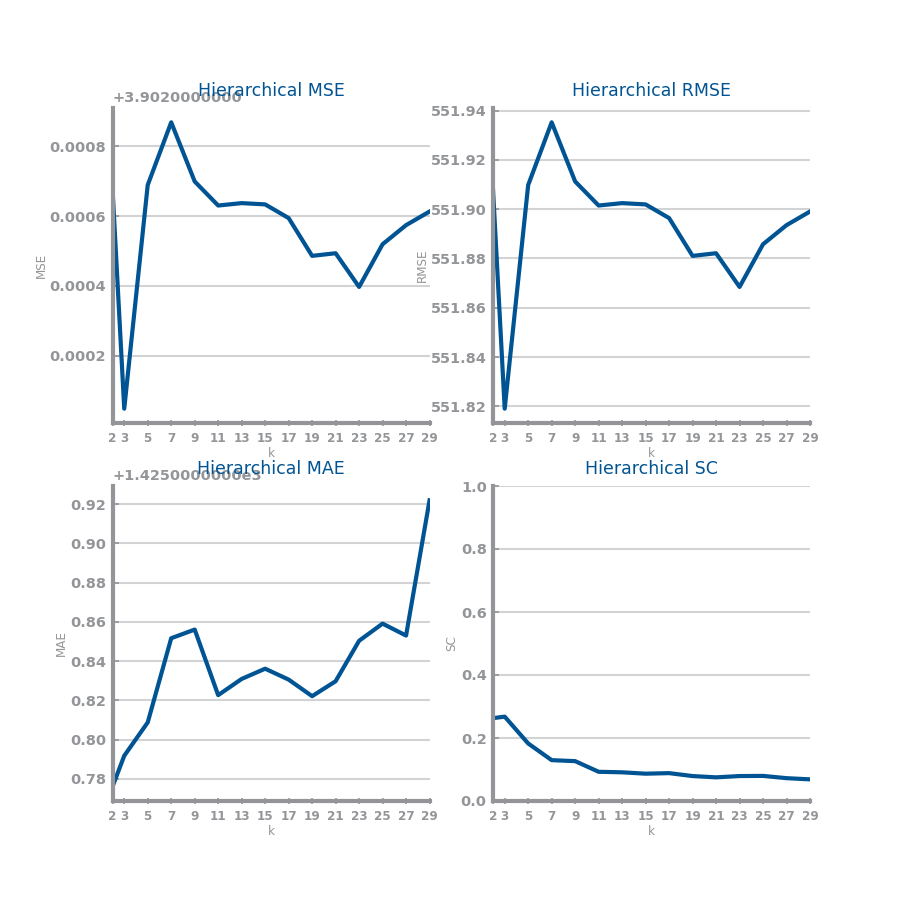 Hierarchical MSE
+3.9020000000
0.0008
0.0006
0.0004
0.0002
MSE
2 3 5 7 9 11 13 15 17 19 21 23 25 27 29
k
Hierarchical RMSE
551.94
551.92
551.90
551.88
551.86
551.84
551.82
RMSE
2 3 5 7 9 11 13 15 17 19 21 23 25 27 29
k
Hierarchical MAE
+1.4250000000e3
0.92
0.90
0.88
0.86
0.84
0.82
0.80
0.78
MAE
2 3 5 7 9 11 13 15 17 19 21 23 25 27 29
k
Hierarchical SC
1.0
0.8
0.6
0.4
0.2
0.0
SC
2 3 5 7 9 11 13 15 17 19 21 23 25 27 29
k